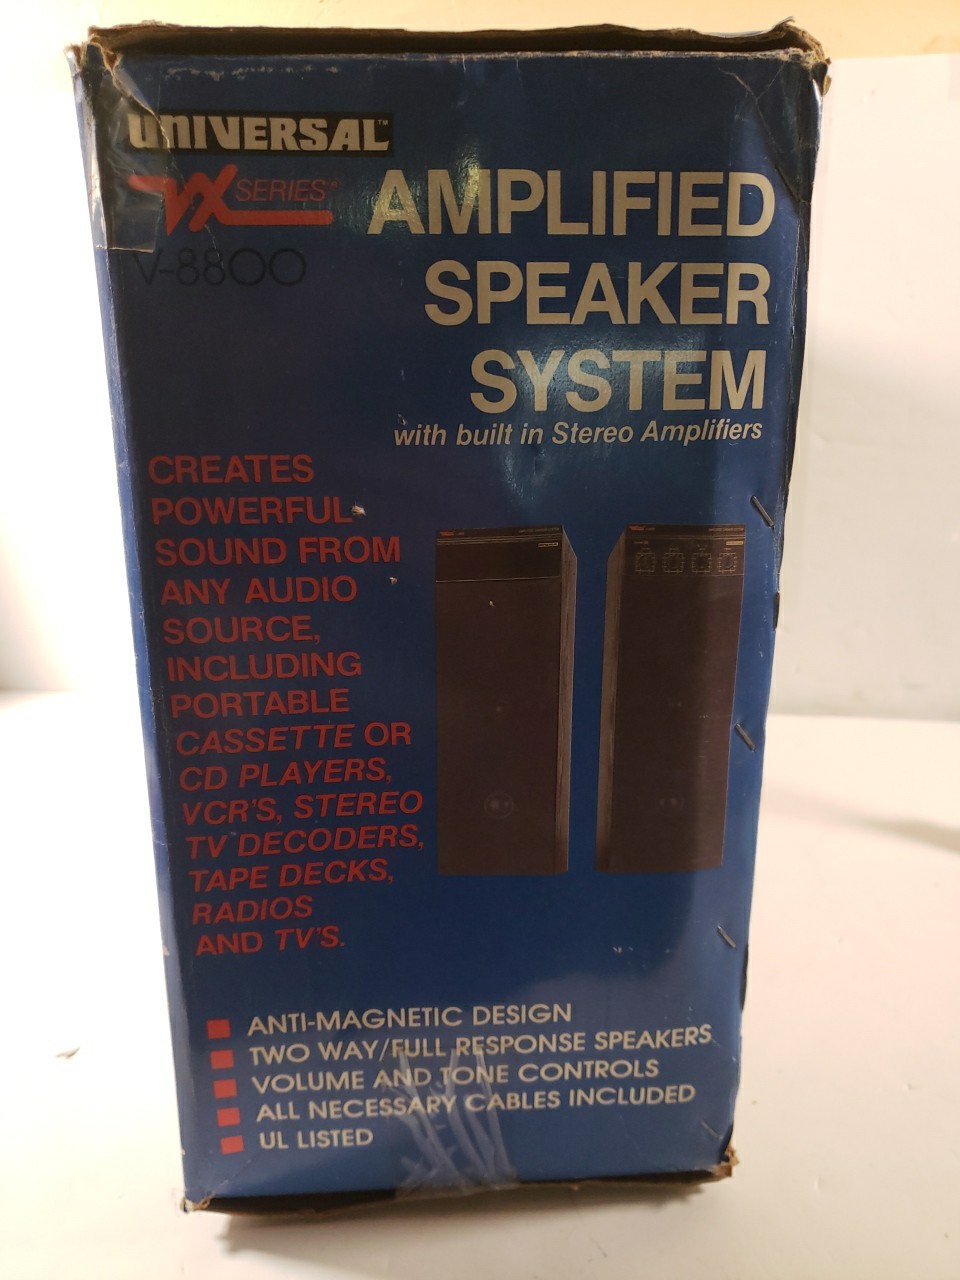 UNIVERSAL™
VX SERIES®
V-8800
AMPLIFIED
SPEAKER
SYSTEM
with built in Stereo Amplifiers
CREATES
POWERFUL
SOUND FROM
ANY AUDIO
SOURCE,
INCLUDING
PORTABLE
CASSETTE OR
CD PLAYERS,
VCR'S, STEREO
TV DECODERS,
TAPE DECKS,
RADIOS
AND TV'S.
ANTI-MAGNETIC DESIGN
TWO WAY/FULL RESPONSE SPEAKERS
VOLUME AND TONE CONTROLS
ALL NECESSARY CABLES INCLUDED
UL LISTED